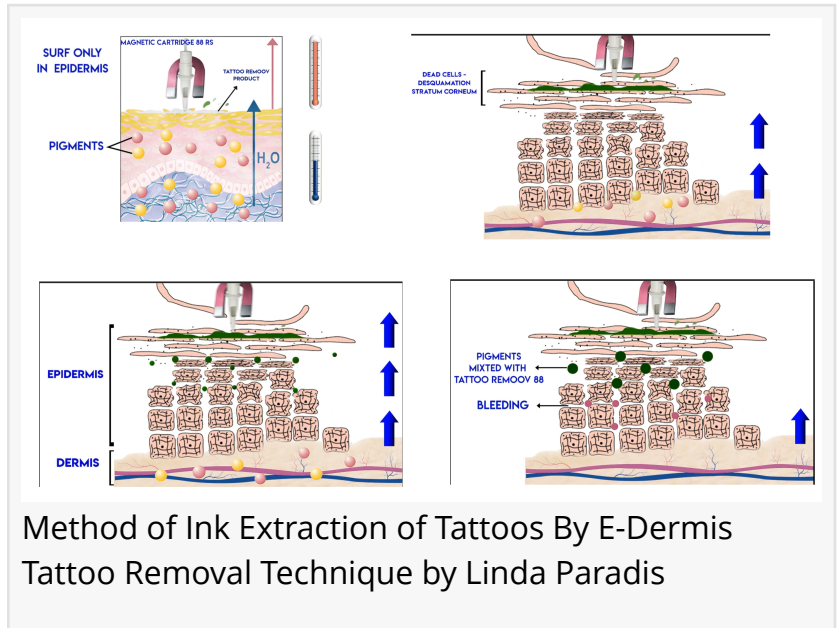 MAGNETIC CARTRIDGE 88 RS
SURF ONLY
IN EPIDERMIS
TATTOO REMOOV
PRODUCT
PIGMENTS
H2O
DEAD CELLS -
DESQUAMATION
STRATUM CORNEUM
EPIDERMIS
DERMIS
PIGMENTS
MIXTED WITH
TATTOO REMOOV 88
BLEEDING
Method of Ink Extraction of Tattoos By E-Dermis
Tattoo Removal Technique by Linda Paradis